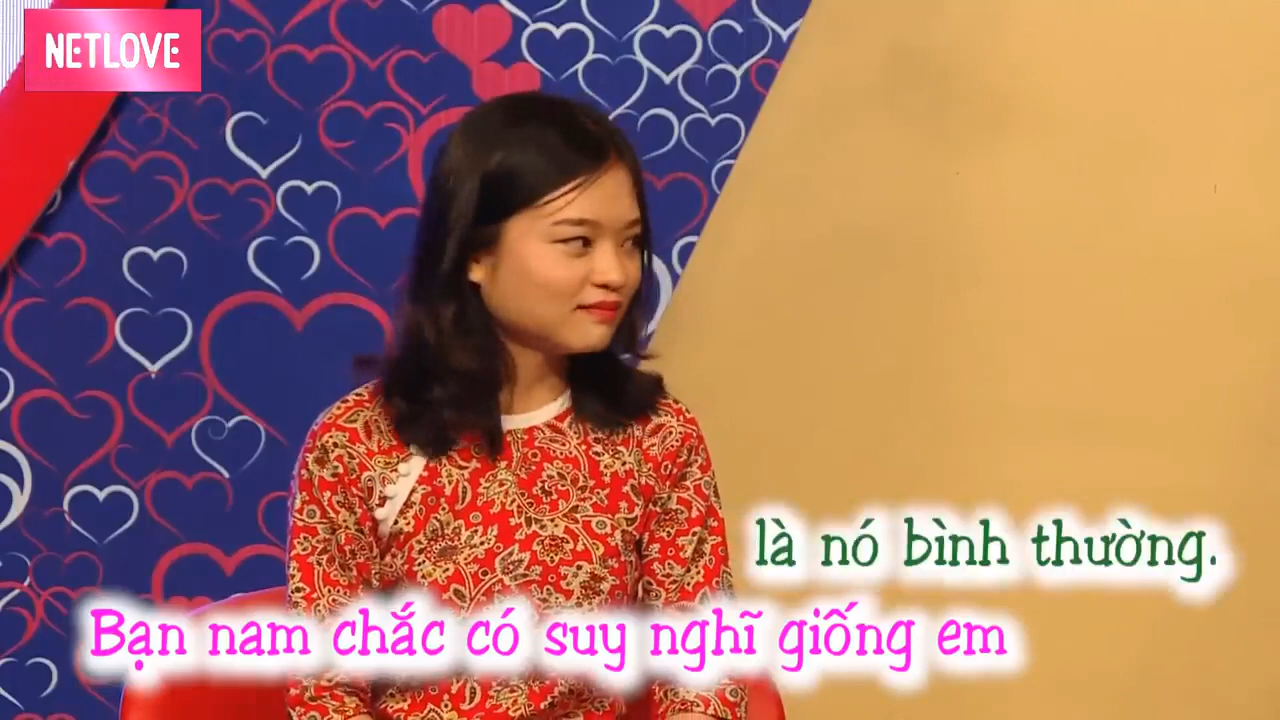 NETLOVE
là nó bình thường.
Bạn nam chắc có suy nghĩ giống em